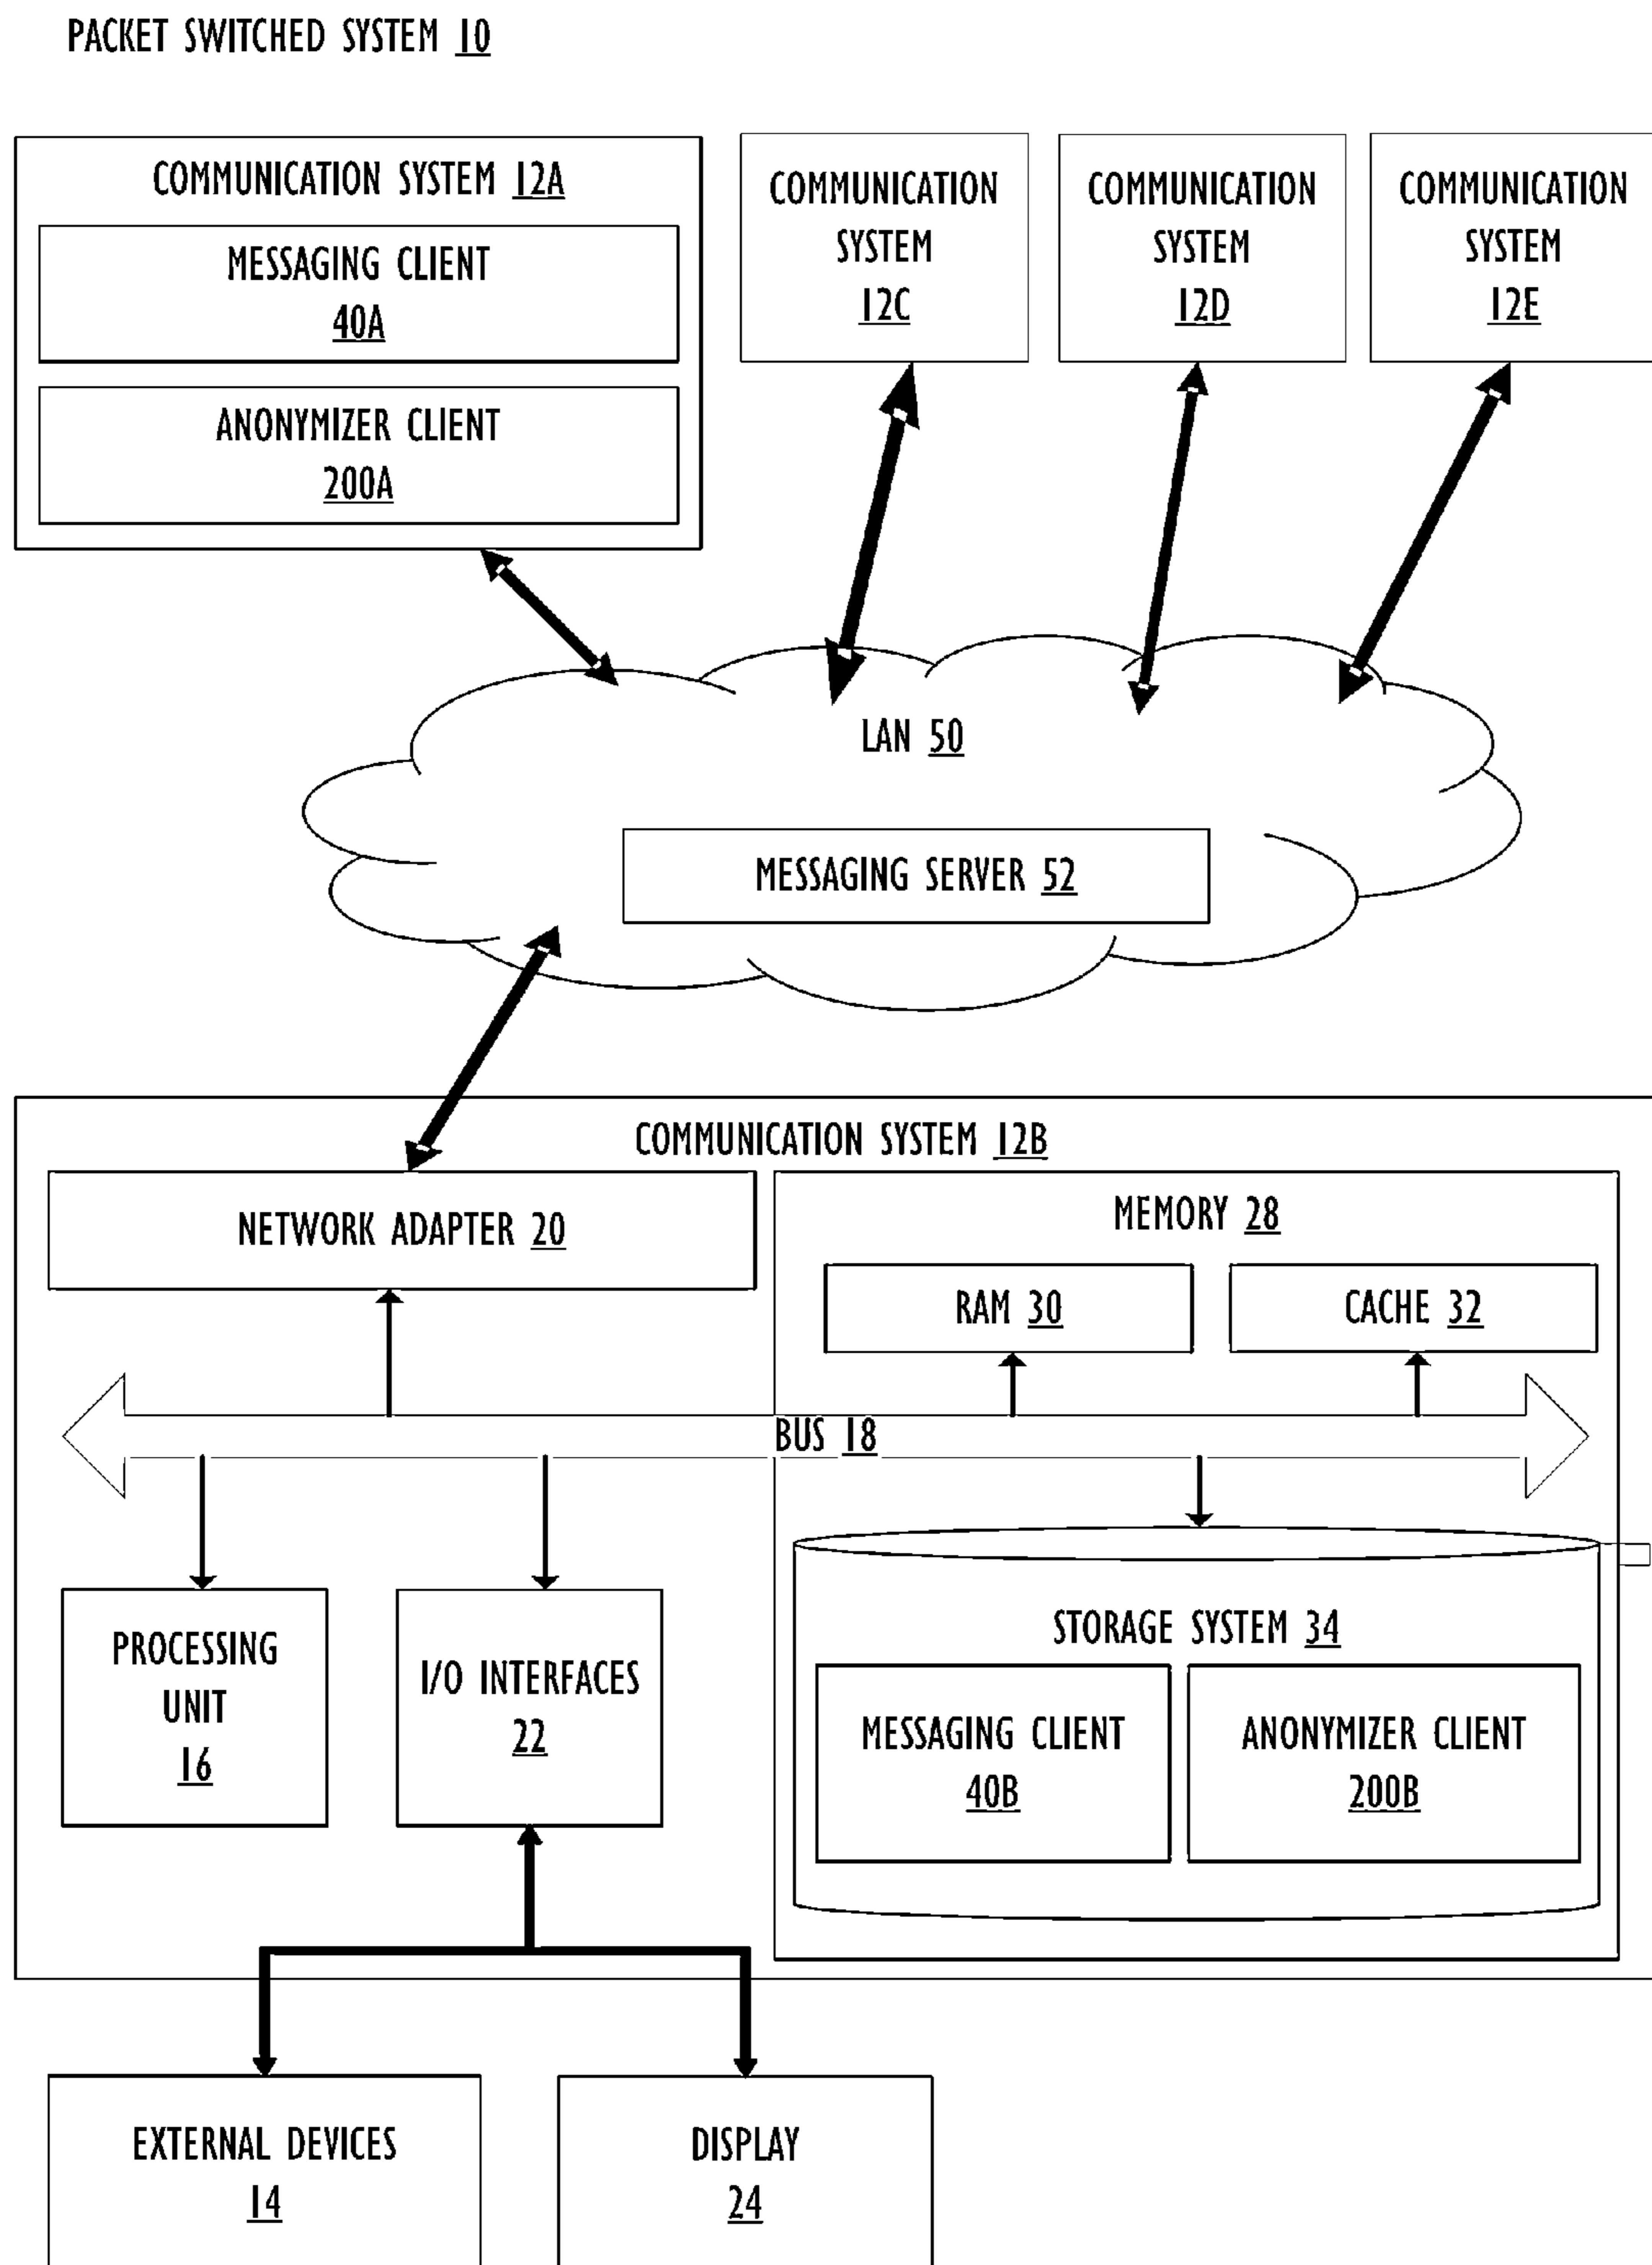 PACKET SWITCHED SYSTEM 10
COMMUNICATION SYSTEM 12A
MESSAGING CLIENT
40A
ANONYMIZER CLIENT
200A
COMMUNICATION
SYSTEM
12C
COMMUNICATION
SYSTEM
12D
COMMUNICATION
SYSTEM
12E
LAN 50
MESSAGING SERVER 52
COMMUNICATION SYSTEM 12B
NETWORK ADAPTER 20
MEMORY 28
RAM 30
CACHE 32
BUS 18
PROCESSING
UNIT
16
I/O INTERFACES
22
STORAGE SYSTEM 34
MESSAGING CLIENT
40B
ANONYMIZER CLIENT
200B
EXTERNAL DEVICES
14
DISPLAY
24